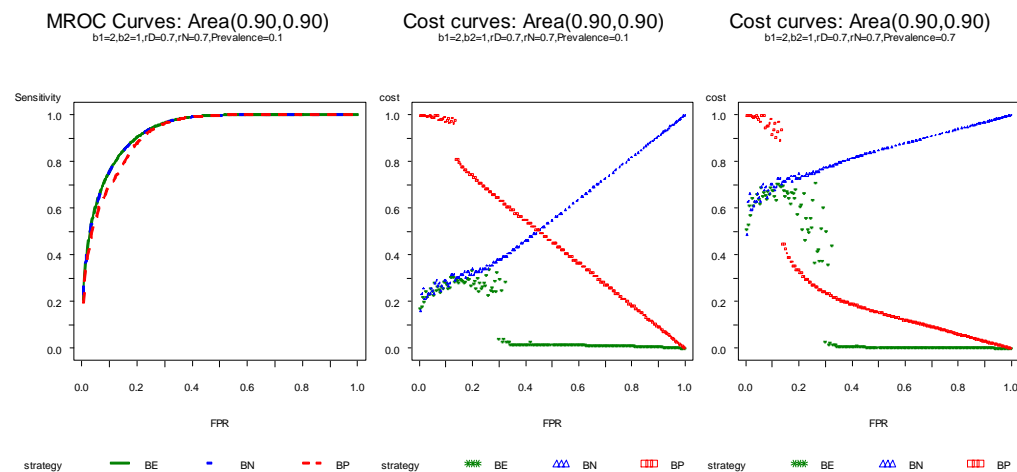 MROC Curves: Area(0.90,0.90)
b1=2,b2=1,rD=0.7,rN=0.7,Prevalence=0.1
Sensitivity
1.0
0.8
0.6
0.4
0.2
0.0
0.0 0.2 0.4 0.6 0.8 1.0
FPR
strategy BE BN BP
Cost curves: Area(0.90,0.90)
b1=2,b2=1,rD=0.7,rN=0.7,Prevalence=0.1
cost
1.0
0.8
0.6
0.4
0.2
0.0
0.0 0.2 0.4 0.6 0.8 1.0
FPR
strategy BE BN BP
Cost curves: Area(0.90,0.90)
b1=2,b2=1,rD=0.7,rN=0.7,Prevalence=0.7
cost
1.0
0.8
0.6
0.4
0.2
0.0
0.0 0.2 0.4 0.6 0.8 1.0
FPR
strategy BE BN BP